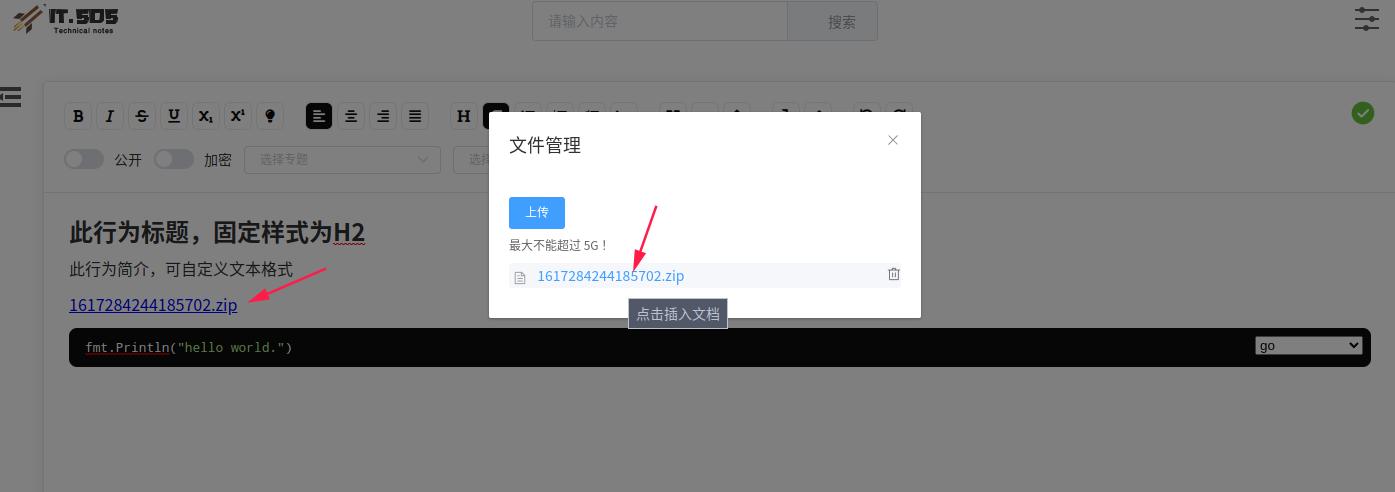 IT.SOS
Technical notes
请输入内容
搜索
B I S U X₁ X¹ H
公开 加密 选择专题 选择
文件管理
上传
最大不能超过 5G！
1617284244185702.zip
点击插入文档
此行为标题，固定样式为H2
此行为简介，可自定义文本格式
1617284244185702.zip
fmt.Println("hello world.")
go